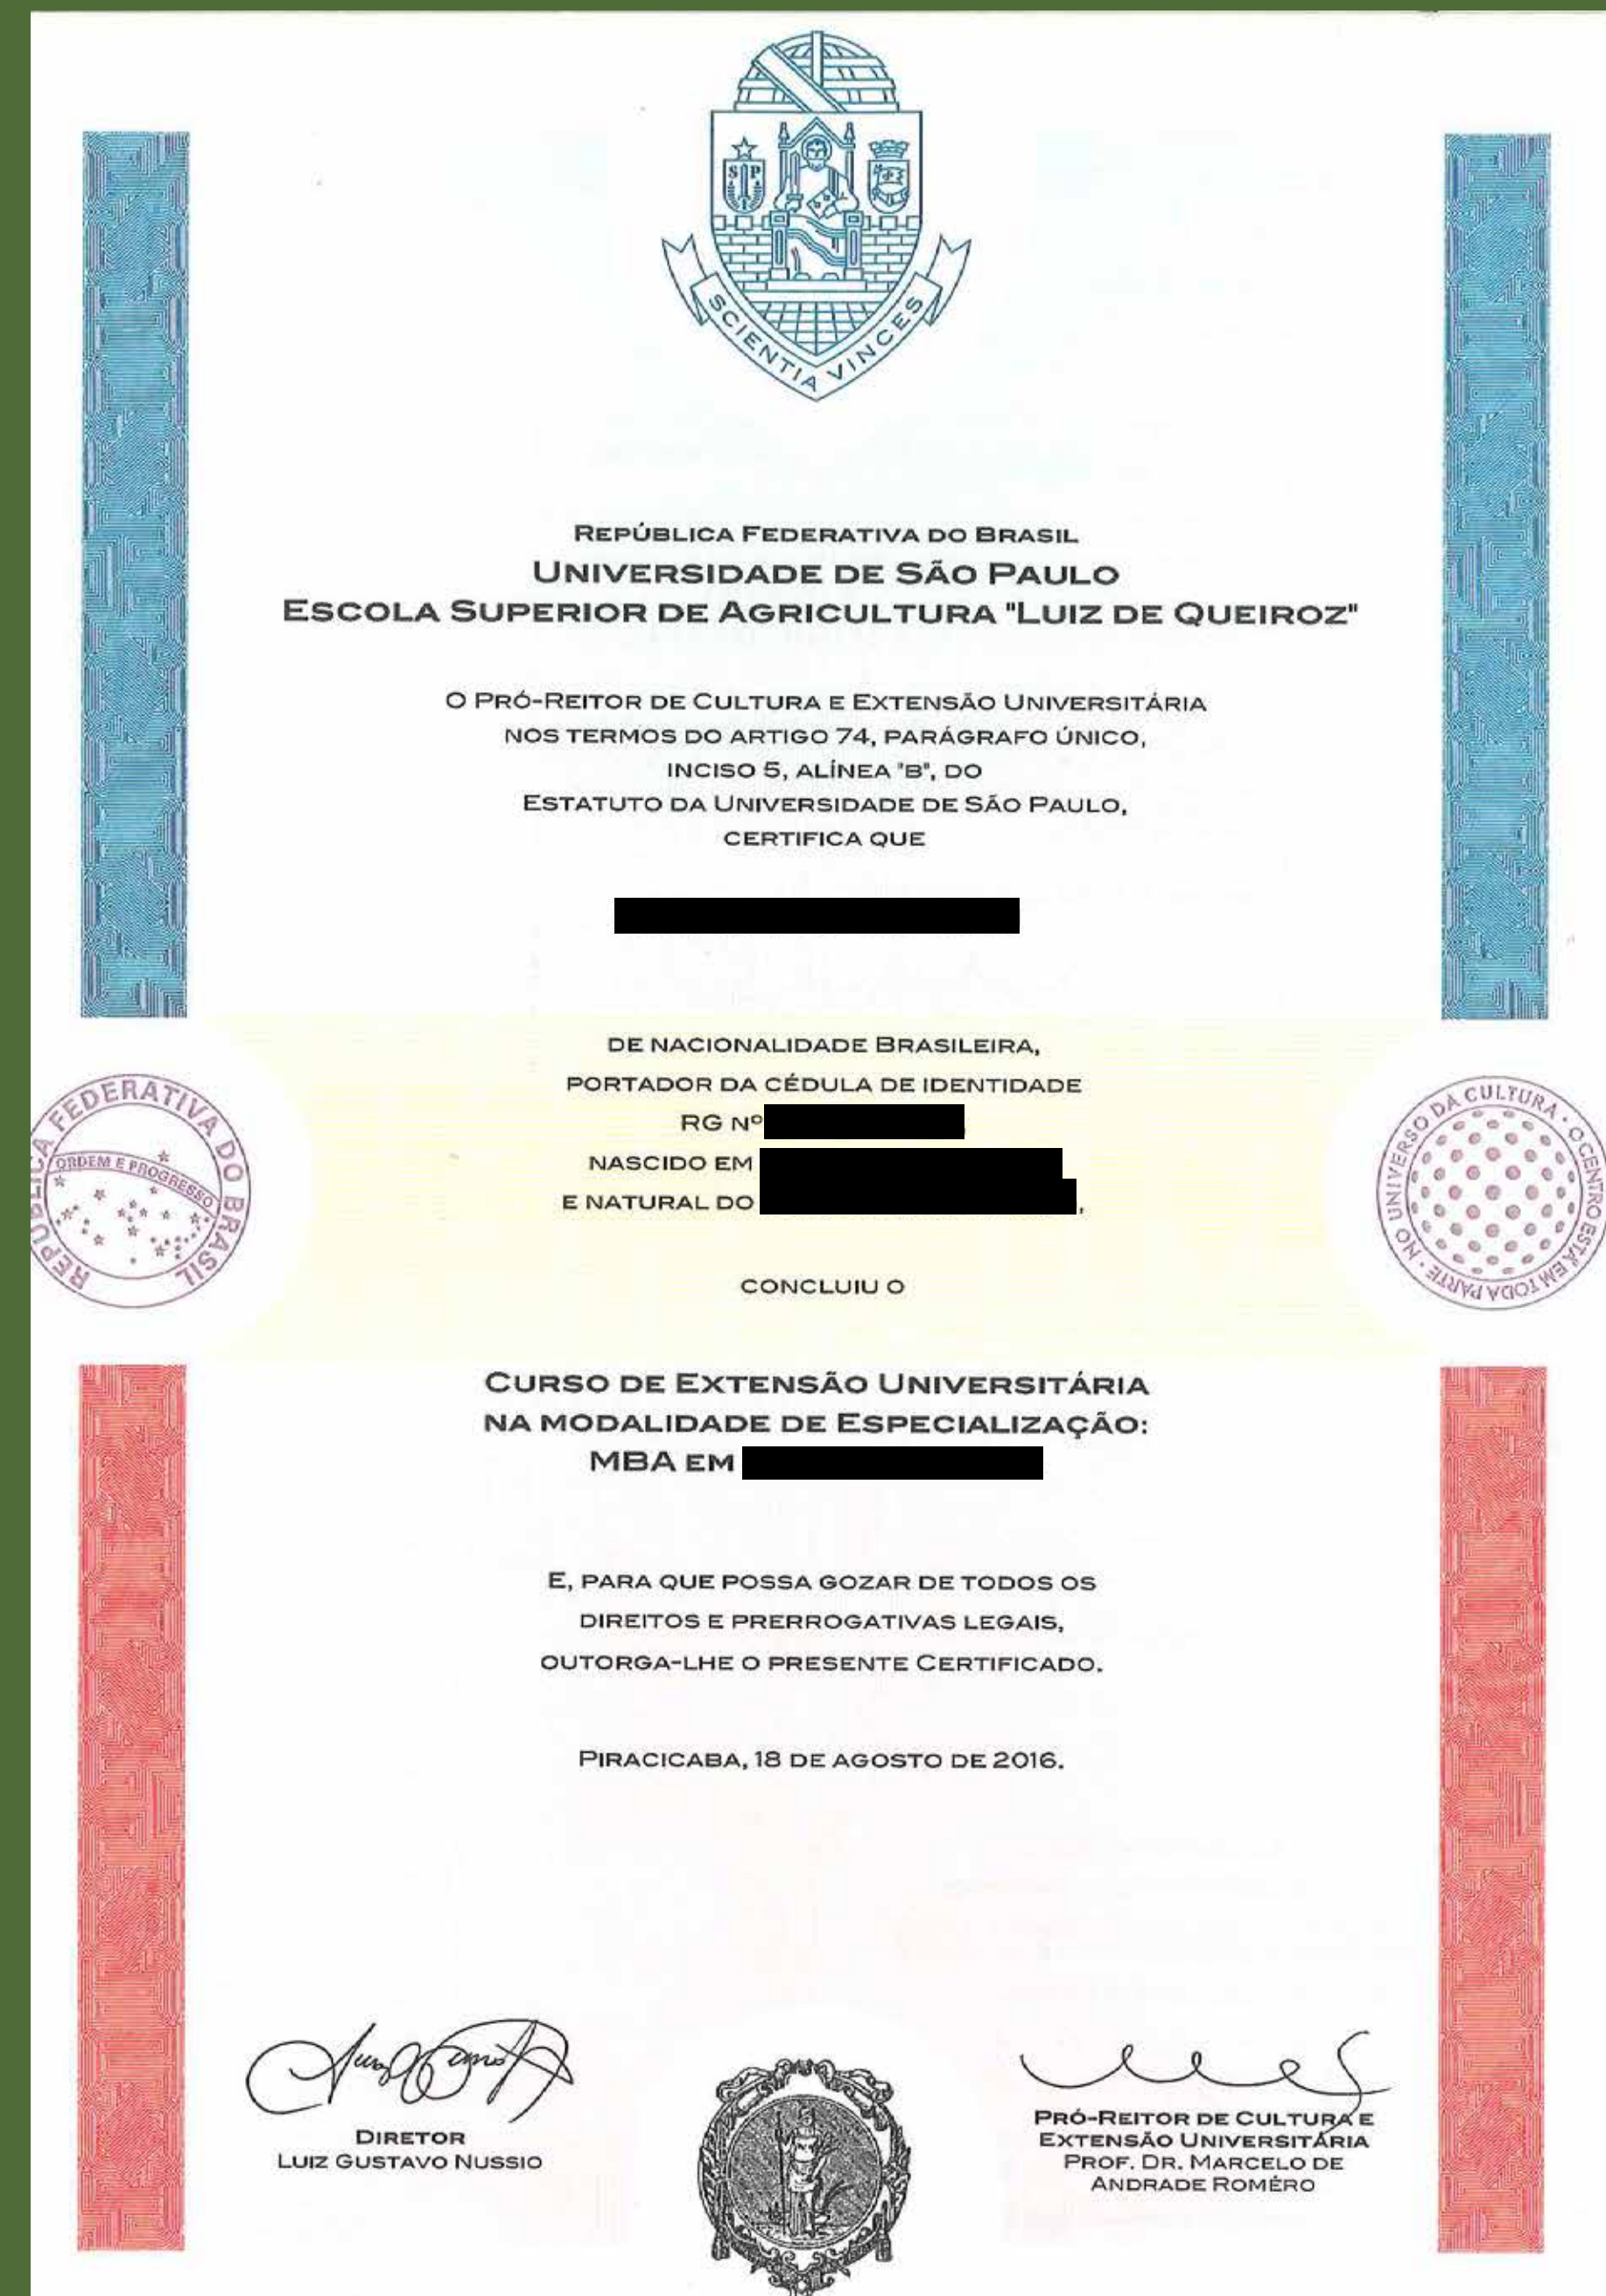 S P
SCIENTIA VINCES
REPÚBLICA FEDERATIVA DO BRASIL
UNIVERSIDADE DE SÃO PAULO
ESCOLA SUPERIOR DE AGRICULTURA "LUIZ DE QUEIROZ"
O PRÓ-REITOR DE CULTURA E EXTENSÃO UNIVERSITÁRIA
NOS TERMOS DO ARTIGO 74, PARÁGRAFO ÚNICO,
INCISO 5, ALÍNEA "B", DO
ESTATUTO DA UNIVERSIDADE DE SÃO PAULO,
CERTIFICA QUE
DE NACIONALIDADE BRASILEIRA,
PORTADOR DA CÉDULA DE IDENTIDADE
RG Nº
NASCIDO EM
E NATURAL DO ,
REPÚBLICA FEDERATIVA DO BRASIL
ORDEM E PROGRESSO
NO UNIVERSO DA CULTURA · O CENTRO ESTÁ EM TODA PARTE ·
CONCLUIU O
CURSO DE EXTENSÃO UNIVERSITÁRIA
NA MODALIDADE DE ESPECIALIZAÇÃO:
MBA EM
E, PARA QUE POSSA GOZAR DE TODOS OS
DIREITOS E PRERROGATIVAS LEGAIS,
OUTORGA-LHE O PRESENTE CERTIFICADO.
PIRACICABA, 18 DE AGOSTO DE 2016.
DIRETOR
LUIZ GUSTAVO NUSSIO
PRÓ-REITOR DE CULTURA E
EXTENSÃO UNIVERSITÁRIA
PROF. DR. MARCELO DE
ANDRADE ROMÉRO